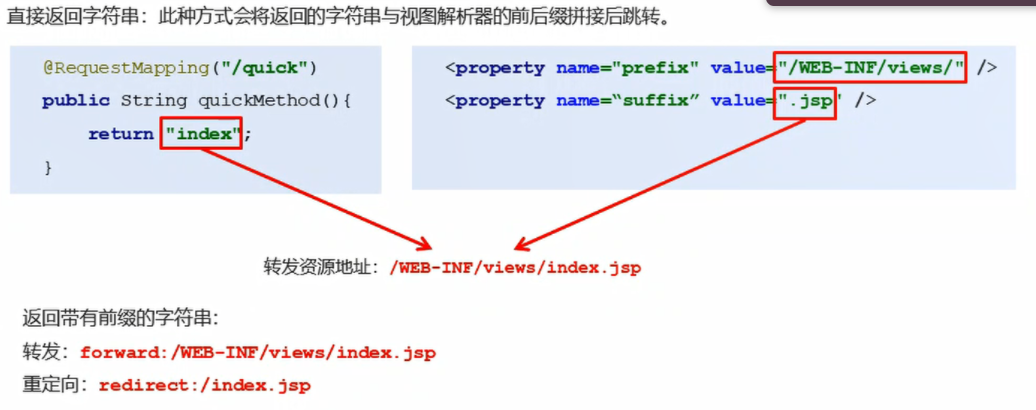 直接返回字符串：此种方式会将返回的字符串与视图解析器的前后缀拼接后跳转。
@RequestMapping("/quick")
public String quickMethod(){
return "index";
}
<property name="prefix" value="/WEB-INF/views/" />
<property name=“suffix” value=".jsp" />
转发资源地址：/WEB-INF/views/index.jsp
返回带有前缀的字符串：
转发：forward:/WEB-INF/views/index.jsp
重定向：redirect:/index.jsp